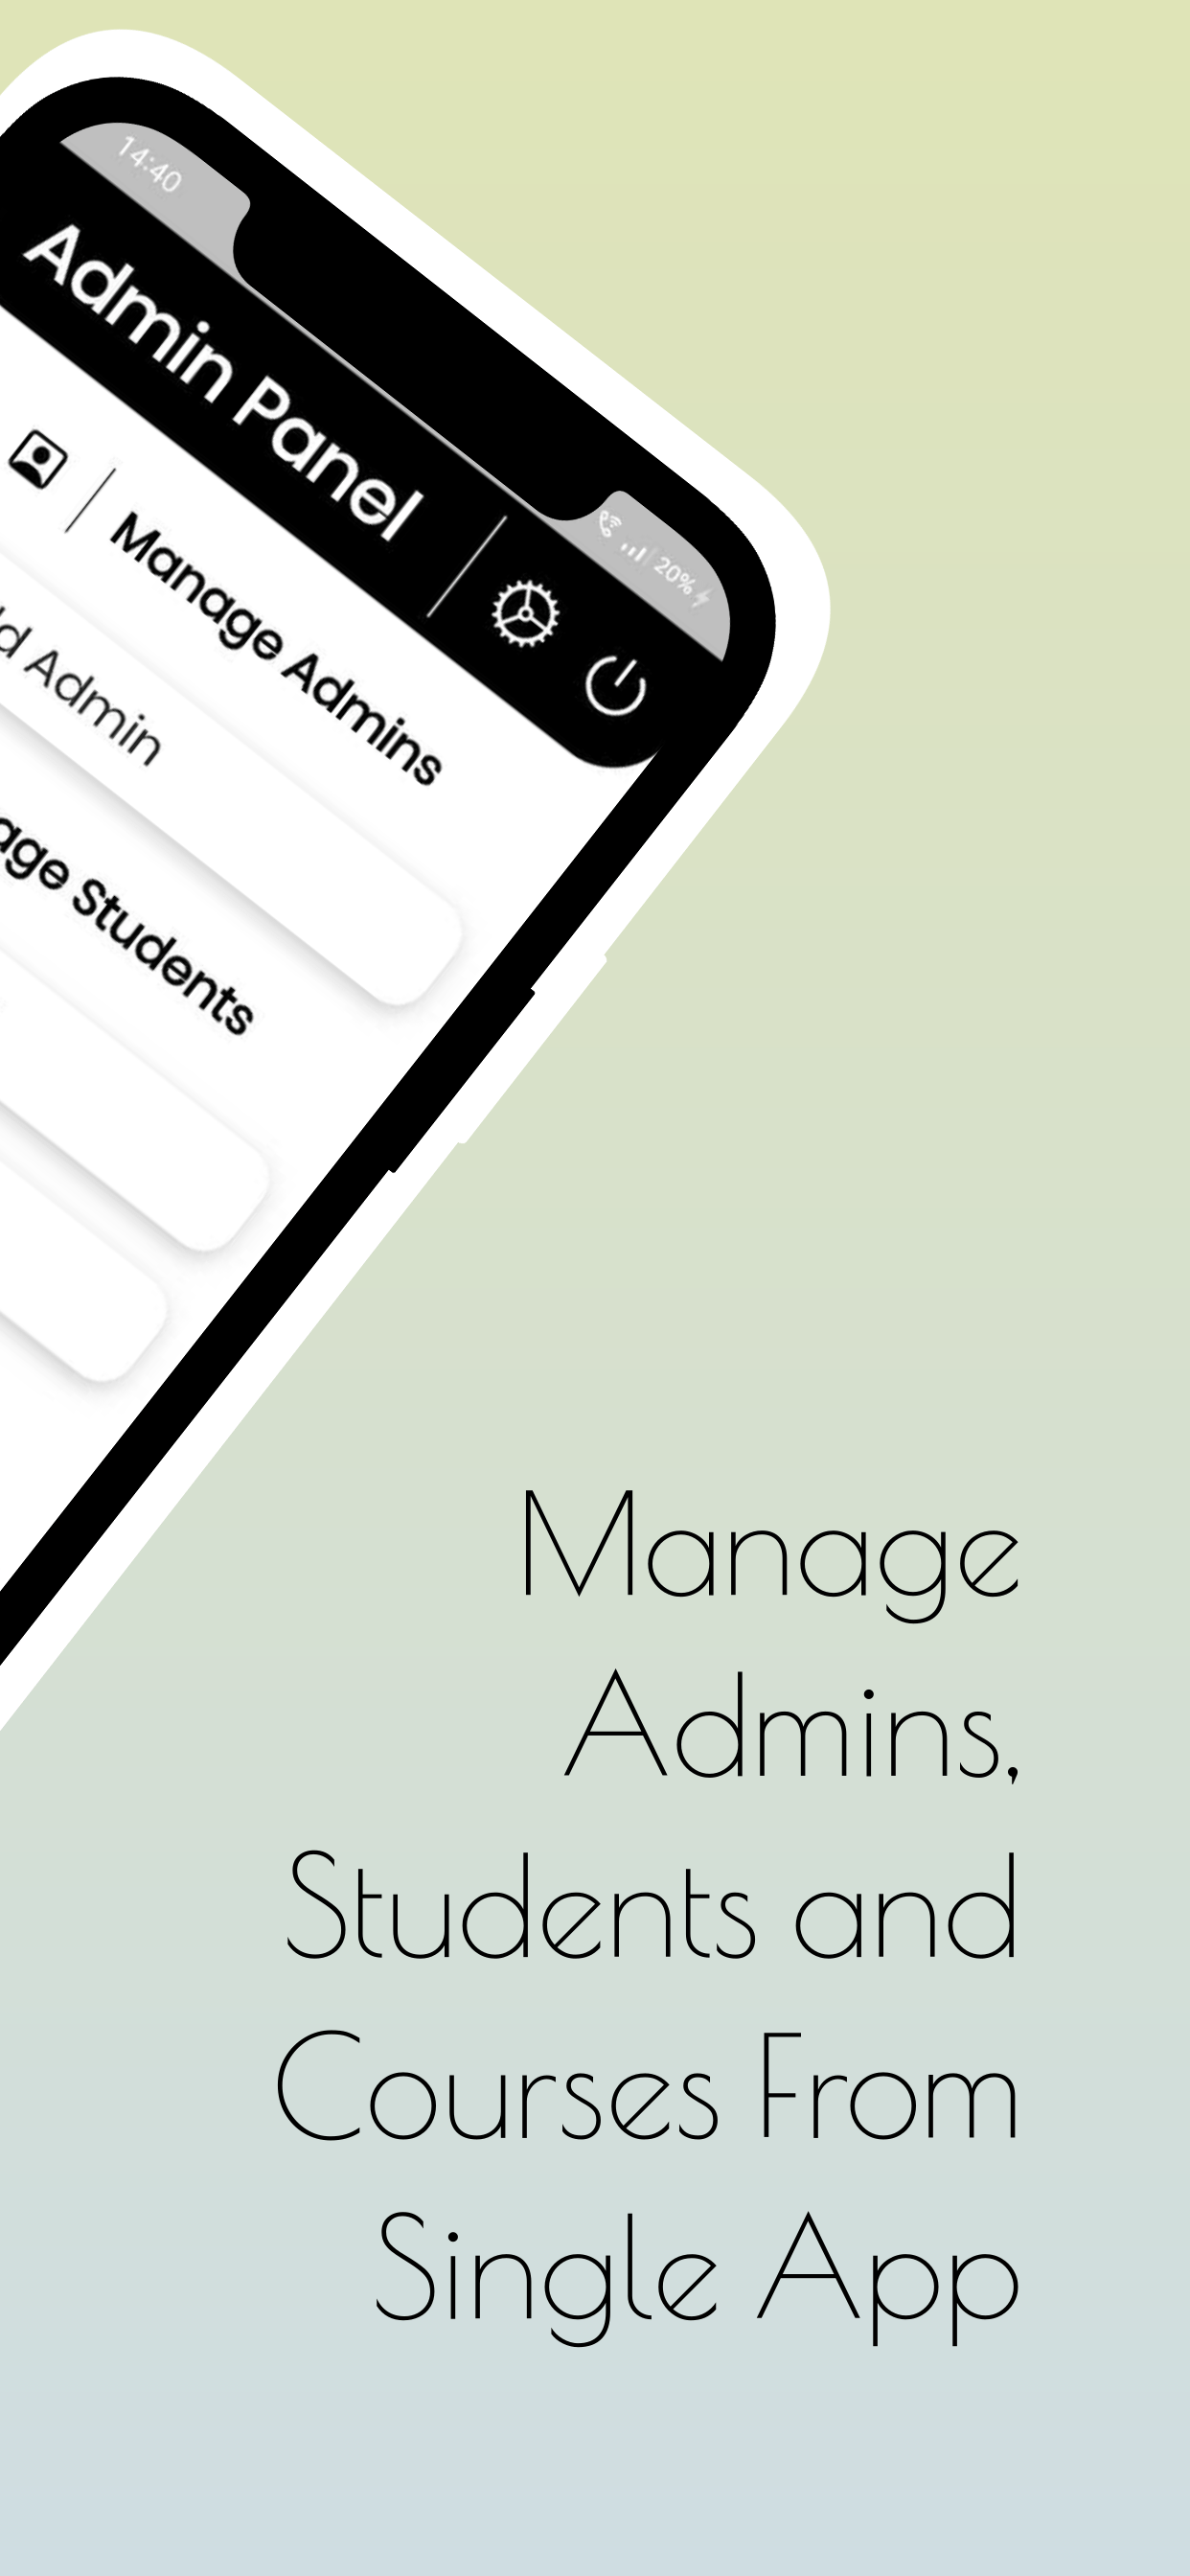 14:40
20%
Admin Panel
Manage Admins
Admin
Students
Manage
Admins,
Students and
Courses From
Single App